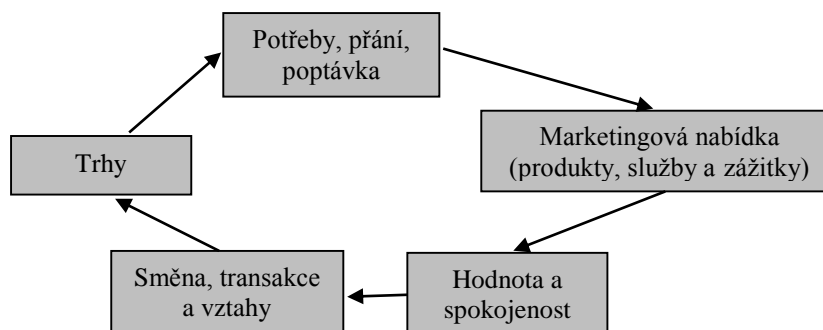 Potřeby, přání,
poptávka
Marketingová nabídka
(produkty, služby a zážitky)
Trhy
Směna, transakce
a vztahy
Hodnota a
spokojenost